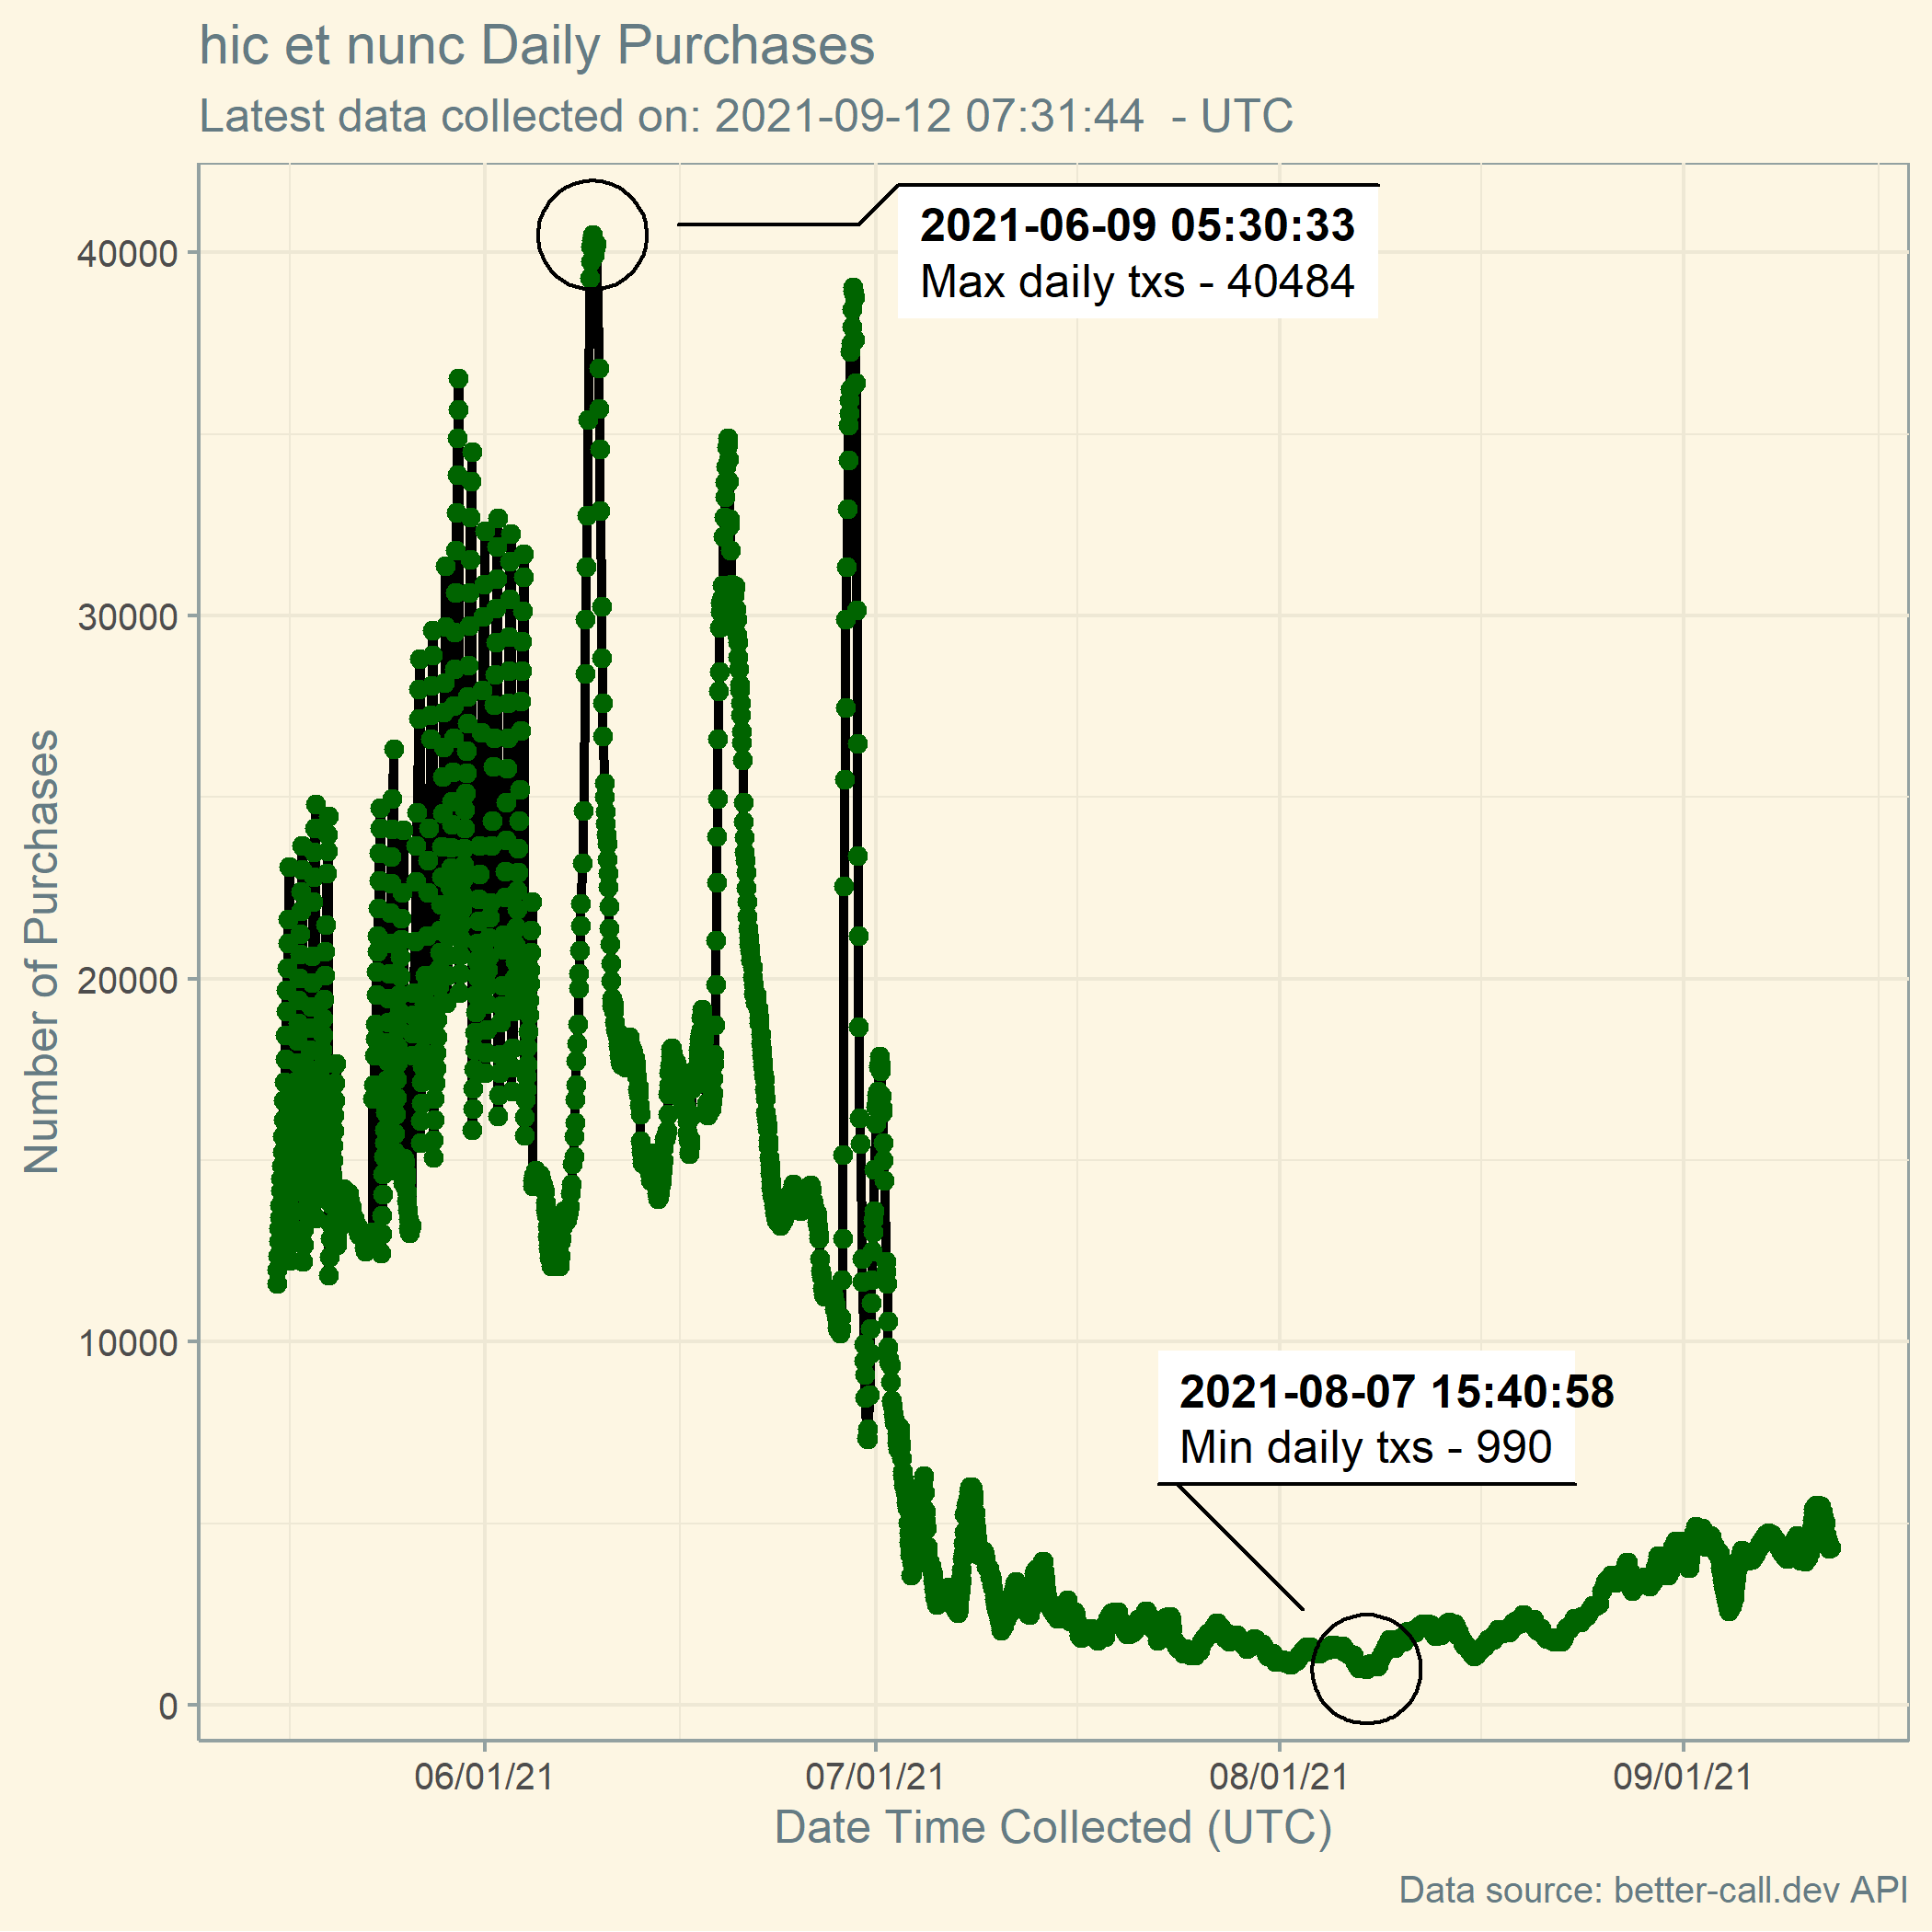 hic et nunc Daily Purchases
Latest data collected on: 2021-09-12 07:31:44  - UTC
2021-06-09 05:30:33
Max daily txs - 40484
40000
30000
20000
10000
0
Number of Purchases
2021-08-07 15:40:58
Min daily txs - 990
06/01/21
07/01/21
08/01/21
09/01/21
Date Time Collected (UTC)
Data source: better-call.dev API